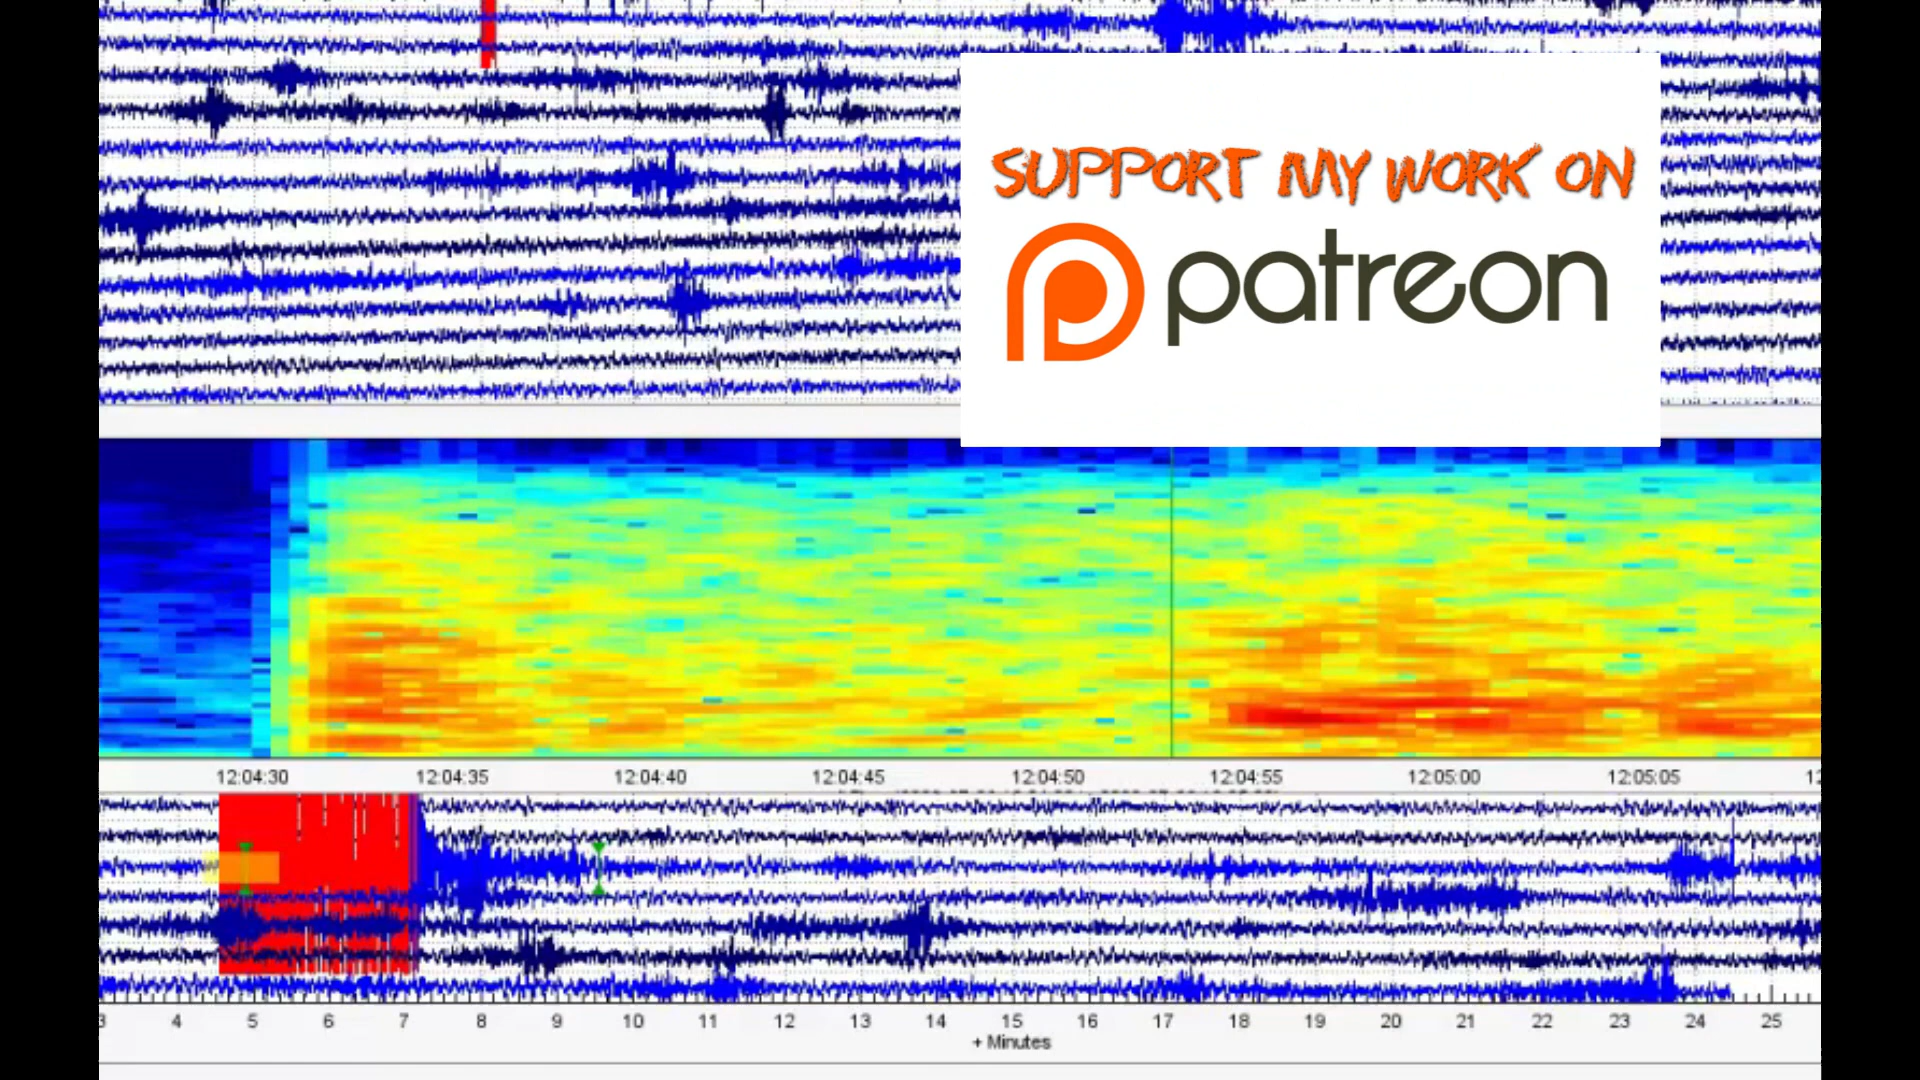 SUPPORT MY WORK ON
patreon
12:04:30 12:04:35 12:04:40 12:04:45 12:04:50 12:04:55 12:05:00 12:05:05
3 4 5 6 7 8 9 10 11 12 13 14 15 16 17 18 19 20 21 22 23 24 25
+ Minutes